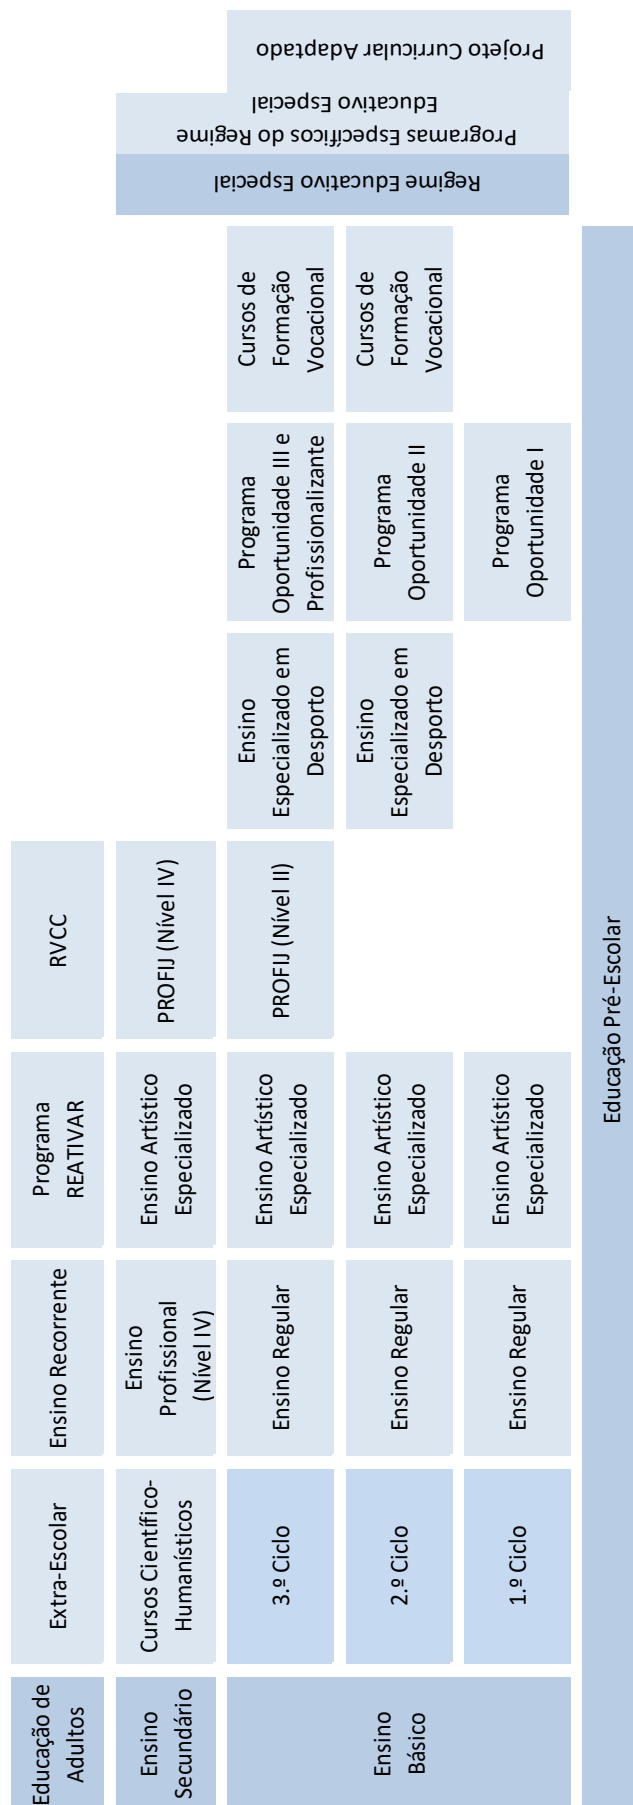 Educação de
Adultos
Extra-Escolar
Ensino Recorrente
Programa
REATIVAR
RVCC
Ensino
Secundário
Cursos Científico-
Humanísticos
Ensino
Profissional
(Nível IV)
Ensino Artístico
Especializado
PROFIJ (Nível IV)
Ensino
Básico
3.º Ciclo
Ensino Regular
Ensino Artístico
Especializado
PROFIJ (Nível II)
Ensino
Especializado em
Desporto
Programa
Oportunidade III e
Profissionalizante
Cursos de
Formação
Vocacional
2.º Ciclo
Ensino Regular
Ensino Artístico
Especializado
Ensino
Especializado em
Desporto
Programa
Oportunidade II
Cursos de
Formação
Vocacional
1.º Ciclo
Ensino Regular
Ensino Artístico
Especializado
Programa
Oportunidade I
Educação Pré-Escolar
Regime Educativo Especial
Programas Específicos do Regime
Educativo Especial
Projeto Curricular Adaptado